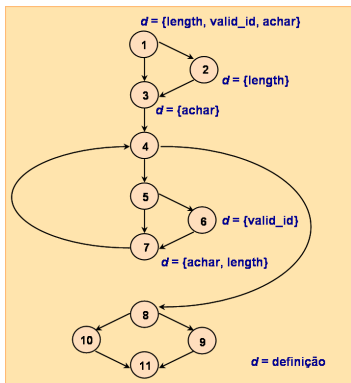 d = {length, valid_id, achar}
1
2
d = {length}
3
d = {achar}
4
5
6
d = {valid_id}
7
d = {achar, length}
8
10
9
11
d = definição